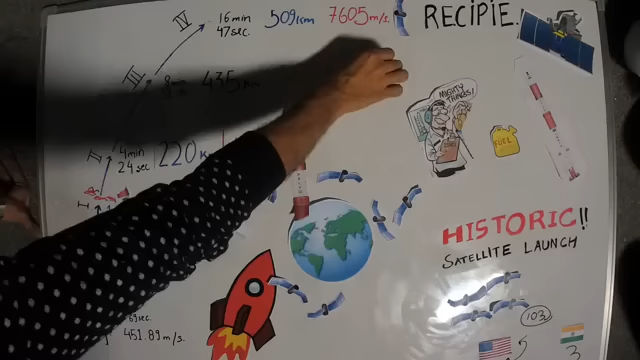 IV
16 min
47 sec.
509 km
7605 m/s.
RECIPIE.
III
435
MIGHTY
THINGS!
FUEL
II
4 min
24 sec
220 K
I
HISTORIC!!
SATELLITE LAUNCH
103
451.89 m/s.
3